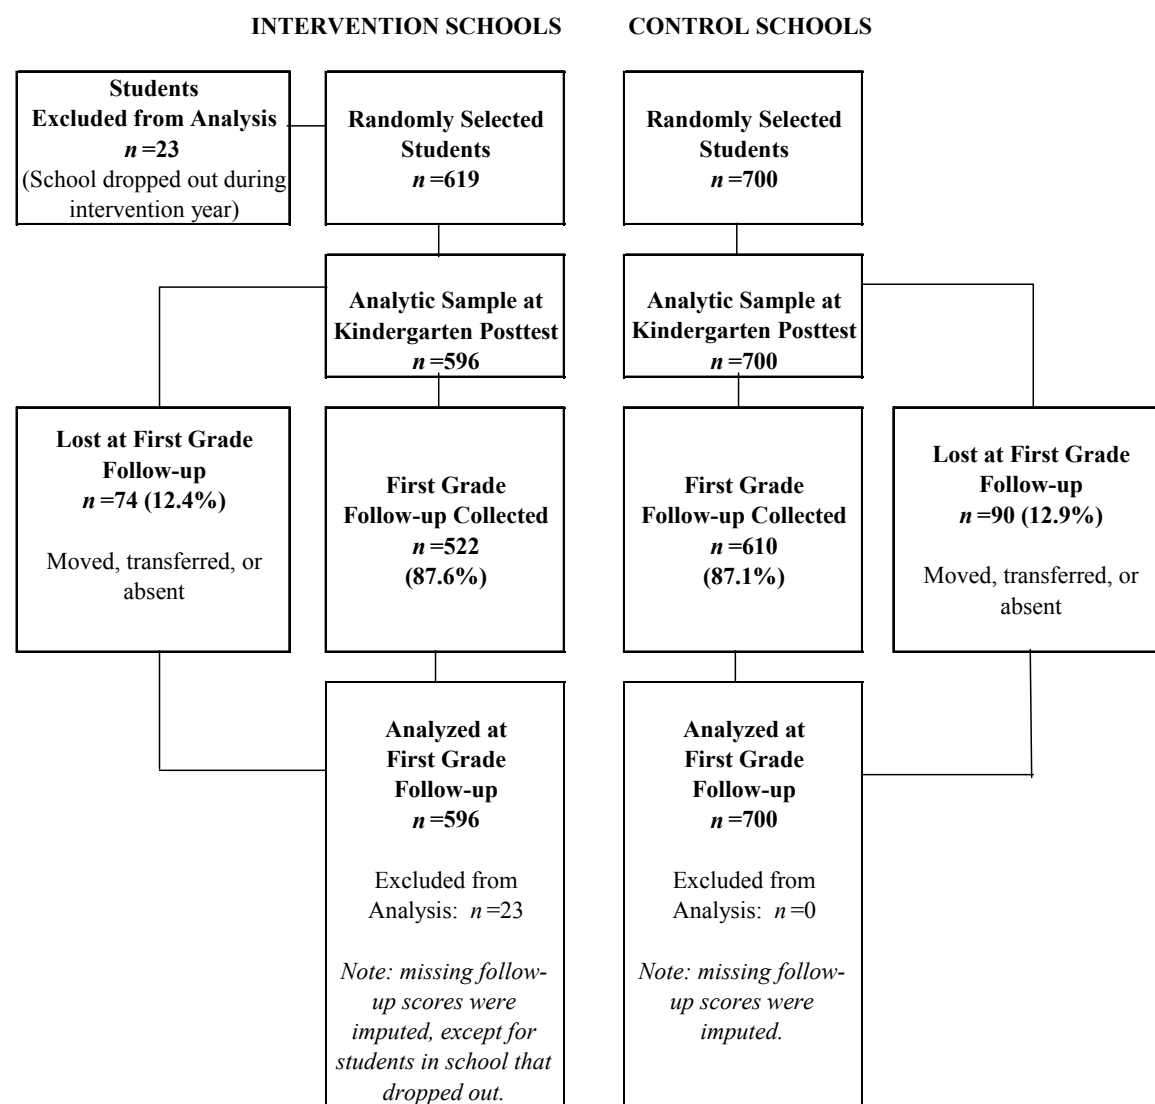 INTERVENTION SCHOOLS
CONTROL SCHOOLS
Students
Excluded from Analysis
n=23
(School dropped out during
intervention year)
Randomly Selected
Students
n=619
Randomly Selected
Students
n=700
Analytic Sample at
Kindergarten Posttest
n=596
Analytic Sample at
Kindergarten Posttest
n=700
Lost at First Grade
Follow-up
n=74 (12.4%)
Moved, transferred, or
absent
First Grade
Follow-up Collected
n=522
(87.6%)
First Grade
Follow-up Collected
n=610
(87.1%)
Lost at First Grade
Follow-up
n=90 (12.9%)
Moved, transferred, or
absent
Analyzed at
First Grade
Follow-up
n=596
Excluded from
Analysis: n=23
Note: missing follow-
up scores were
imputed, except for
students in school that
dropped out.
Analyzed at
First Grade
Follow-up
n=700
Excluded from
Analysis: n=0
Note: missing follow-
up scores were
imputed.